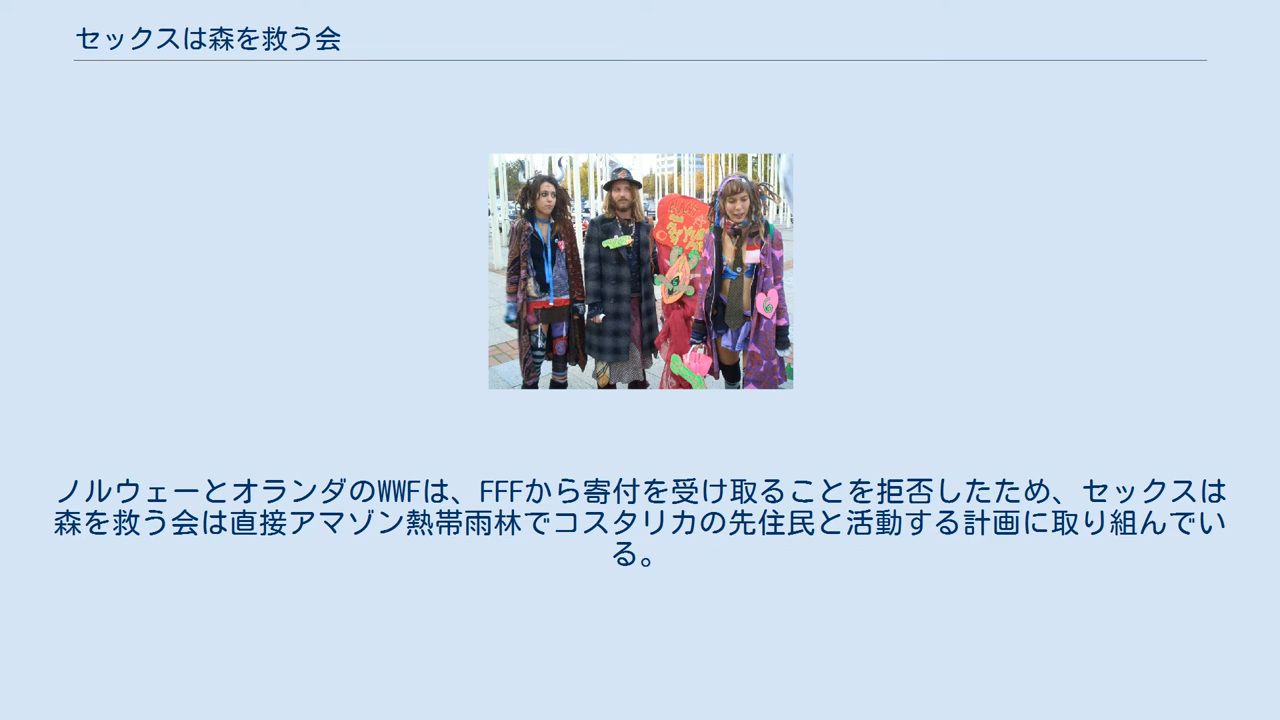 セックスは森を救う会
ノルウェーとオランダのWWFは、FFFから寄付を受け取ることを拒否したため、セックスは
森を救う会は直接アマゾン熱帯雨林でコスタリカの先住民と活動する計画に取り組んでい
る。